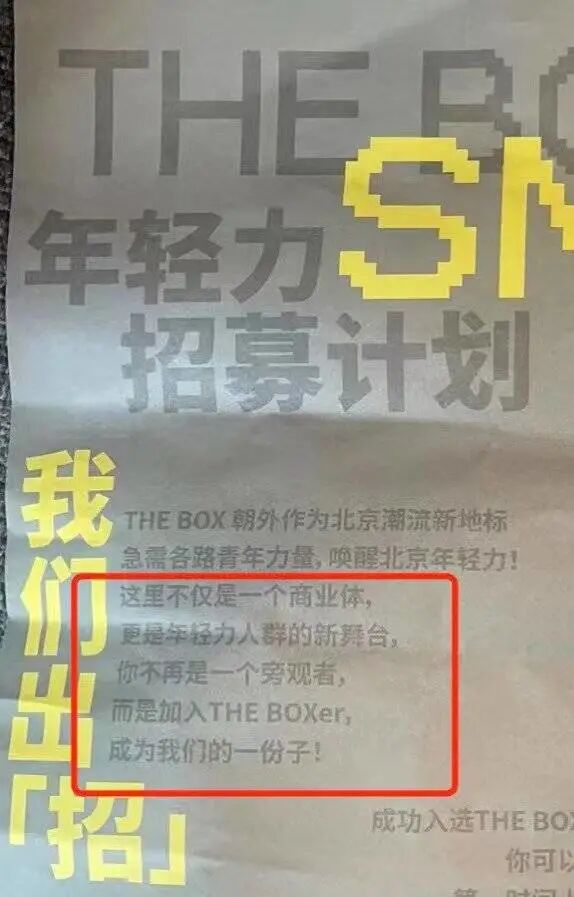 THE BO
SM
年轻力
招募计划
我们出「招」
THE BOX 朝外作为北京潮流新地标
急需各路青年力量, 唤醒北京年轻力!
这里不仅是一个商业体,
更是年轻力人群的新舞台,
你不再是一个旁观者,
而是加入THE BOXer,
成为我们的一份子!
成功入选THE BOX
你可以
第一时间